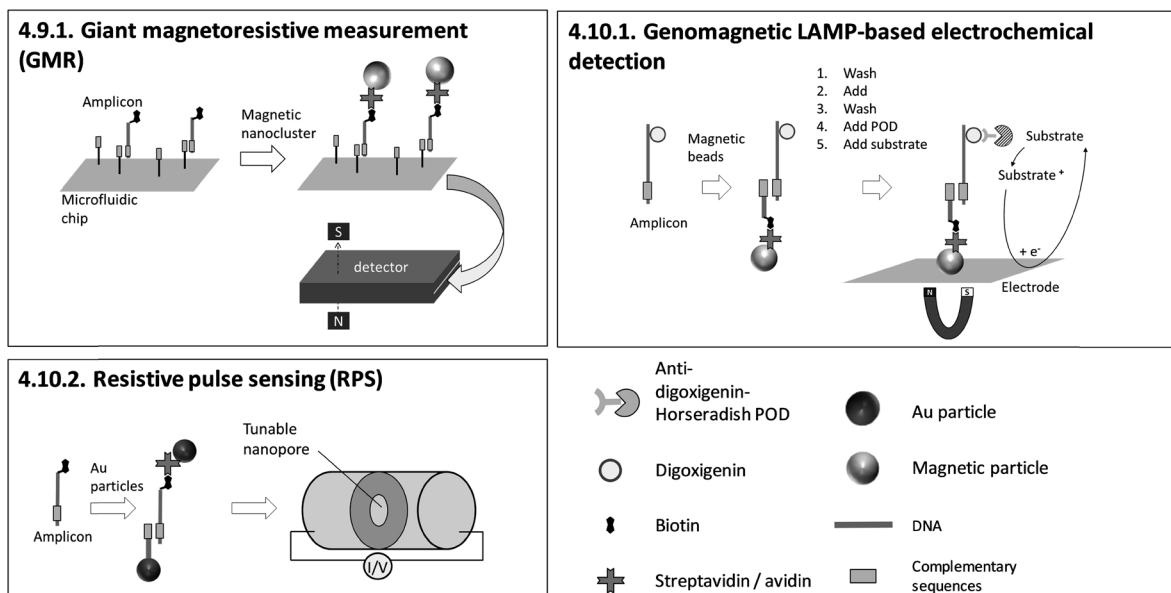 4.9.1. Giant magnetoresistive measurement
(GMR)
Amplicon
Magnetic
nanocluster
Microfluidic
chip
S
detector
N
4.10.1. Genomagnetic LAMP-based electrochemical
detection
1. Wash
2. Add
3. Wash
4. Add POD
5. Add substrate
Magnetic
beads
Amplicon
Substrate
Substrate +
+ e-
Electrode
N
S
4.10.2. Resistive pulse sensing (RPS)
Tunable
nanopore
Au
particles
Amplicon
I/V
Anti-
digoxigenin-
Horseradish POD
Au particle
Digoxigenin
Magnetic particle
Biotin
DNA
Streptavidin / avidin
Complementary
sequences